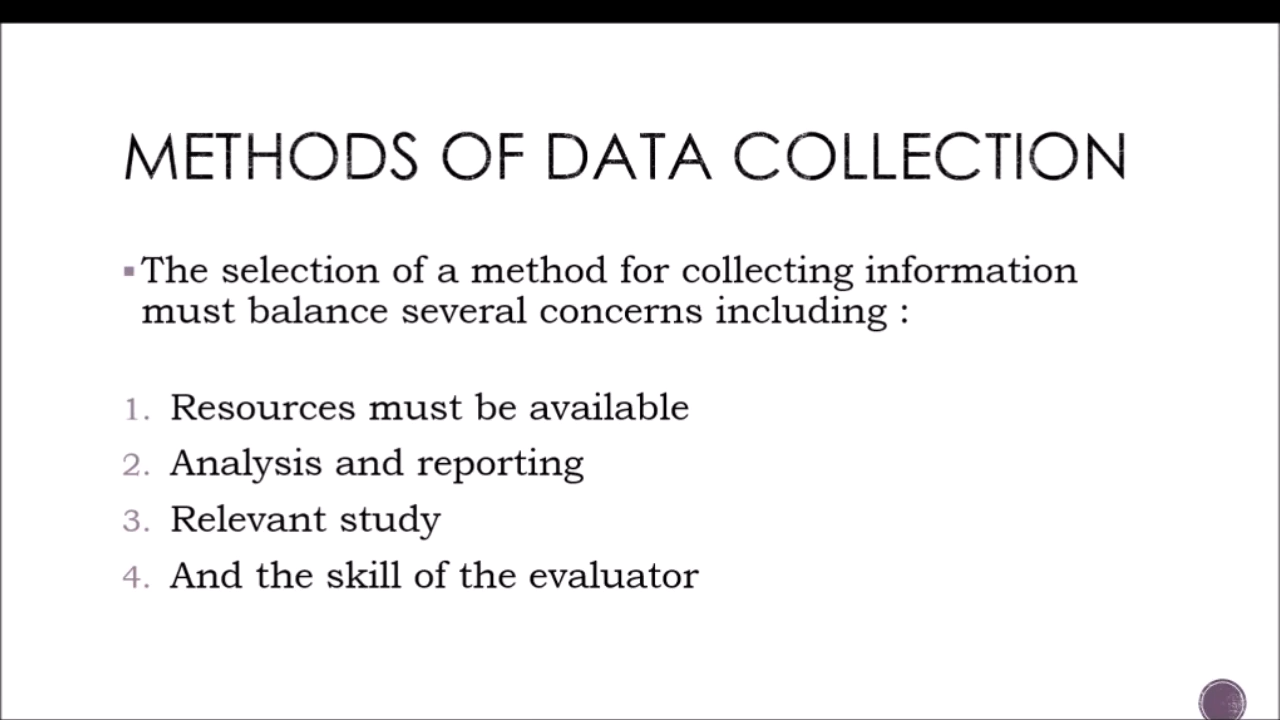 METHODS OF DATA COLLECTION
▪ The selection of a method for collecting information
must balance several concerns including :
1. Resources must be available
2. Analysis and reporting
3. Relevant study
4. And the skill of the evaluator